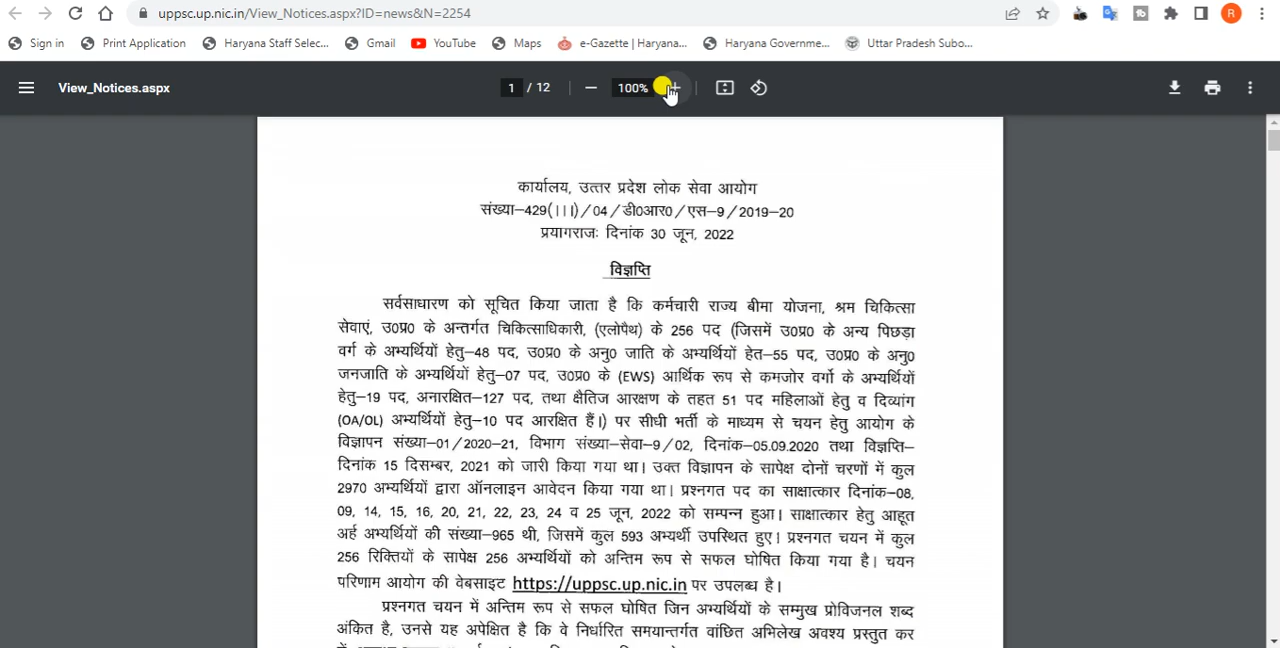 uppsc.up.nic.in/View_Notices.aspx?ID=news&N=2254
R
Sign in Print Application Haryana Staff Selec... Gmail YouTube Maps e-Gazette | Haryana... Haryana Governme... Uttar Pradesh Subo...
View_Notices.aspx 1 / 12 100%
कार्यालय, उत्तर प्रदेश लोक सेवा आयोग
संख्या–429(।।।)/04/डी0आर0/एस–9/2019-20
प्रयागराजः दिनांक 30 जून, 2022
विज्ञप्ति
सर्वसाधारण को सूचित किया जाता है कि कर्मचारी राज्य बीमा योजना, श्रम चिकित्सा
सेवाएं, उ0प्र0 के अन्तर्गत चिकित्साधिकारी, (एलोपैथ) के 256 पद (जिसमें उ0प्र0 के अन्य पिछड़ा
वर्ग के अभ्यर्थियों हेतु–48 पद, उ0प्र0 के अनु0 जाति के अभ्यर्थियों हेत–55 पद, उ0प्र0 के अनु0
जनजाति के अभ्यर्थियों हेतु–07 पद, उ0प्र0 के (EWS) आर्थिक रूप से कमजोर वर्गो के अभ्यर्थियों
हेतु–19 पद, अनारक्षित–127 पद, तथा क्षैतिज आरक्षण के तहत 51 पद महिलाओं हेतु व दिव्यांग
(OA/OL) अभ्यर्थियों हेतु–10 पद आरक्षित हैं।) पर सीधी भर्ती के माध्यम से चयन हेतु आयोग के
विज्ञापन संख्या–01/2020-21, विभाग संख्या–सेवा–9/02, दिनांक–05.09.2020 तथा विज्ञप्ति–
दिनांक 15 दिसम्बर, 2021 को जारी किया गया था। उक्त विज्ञापन के सापेक्ष दोनों चरणों में कुल
2970 अभ्यर्थियों द्वारा ऑनलाइन आवेदन किया गया था। प्रश्नगत पद का साक्षात्कार दिनांक–08,
09, 14, 15, 16, 20, 21, 22, 23, 24 व 25 जून, 2022 को सम्पन्न हुआ। साक्षात्कार हेतु आहूत
अर्ह अभ्यर्थियों की संख्या–965 थी, जिसमें कुल 593 अभ्यर्थी उपस्थित हुए। प्रश्नगत चयन में कुल
256 रिक्तियों के सापेक्ष 256 अभ्यर्थियों को अन्तिम रूप से सफल घोषित किया गया है। चयन
परिणाम आयोग की वेबसाइट https://uppsc.up.nic.in पर उपलब्ध है।
प्रश्नगत चयन में अन्तिम रूप से सफल घोषित जिन अभ्यर्थियों के सम्मुख प्रोविजनल शब्द
अंकित है, उनसे यह अपेक्षित है कि वे निर्धारित समयान्तर्गत वांछित अभिलेख अवश्य प्रस्तुत कर